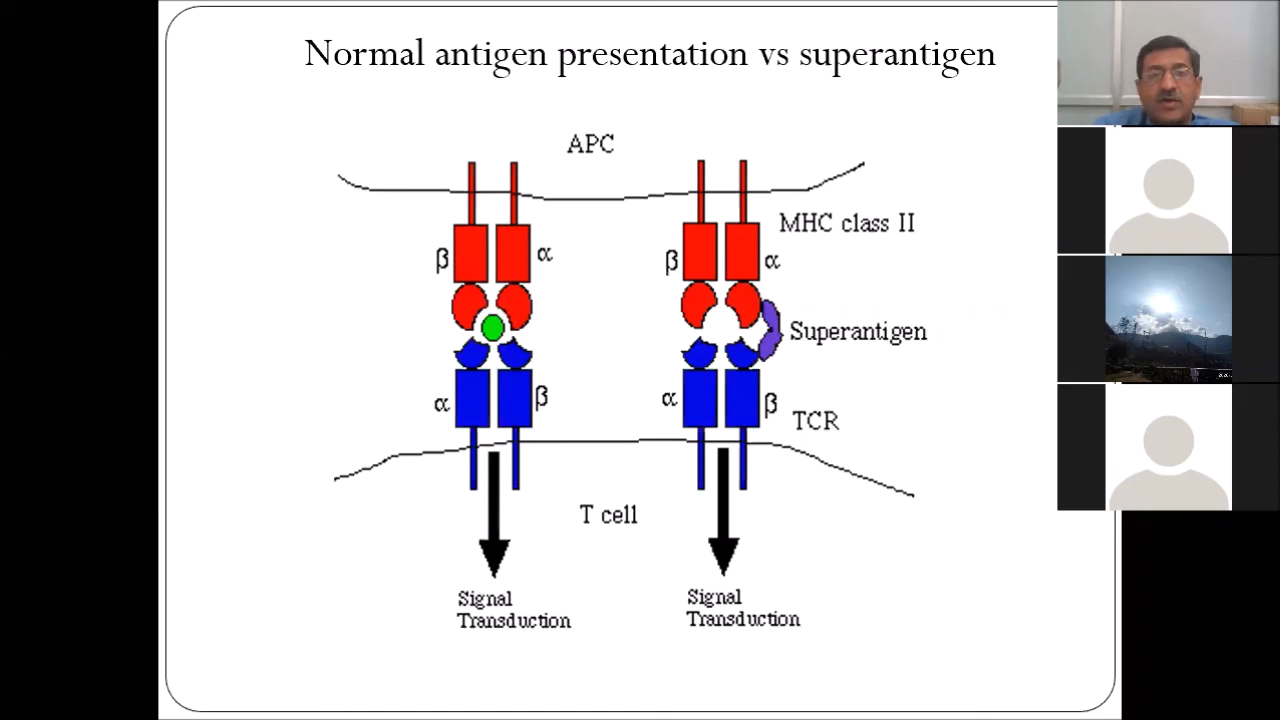 Normal antigen presentation vs superantigen
APC
MHC class II
β
α
β
α
Superantigen
α
β
α
β
TCR
T cell
Signal
Transduction
Signal
Transduction